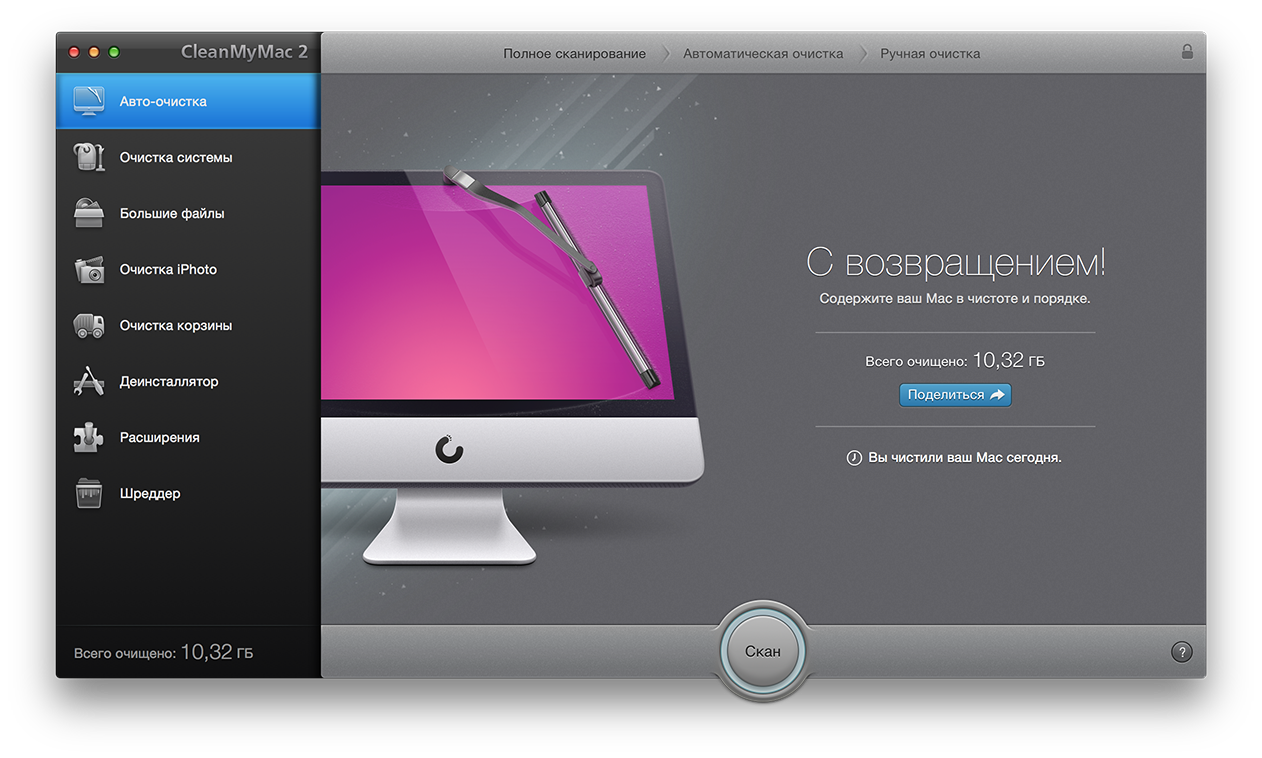 CleanMyMac 2
Полное сканирование
Автоматическая очистка
Ручная очистка
Авто-очистка
Очистка системы
Большие файлы
Очистка iPhoto
Очистка корзины
Деинсталлятор
Расширения
Шреддер
Всего очищено: 10,32 ГБ
С возвращением!
Содержите ваш Mac в чистоте и порядке.
Всего очищено: 10,32 ГБ
Поделиться
Вы чистили ваш Mac сегодня.
Скан
?